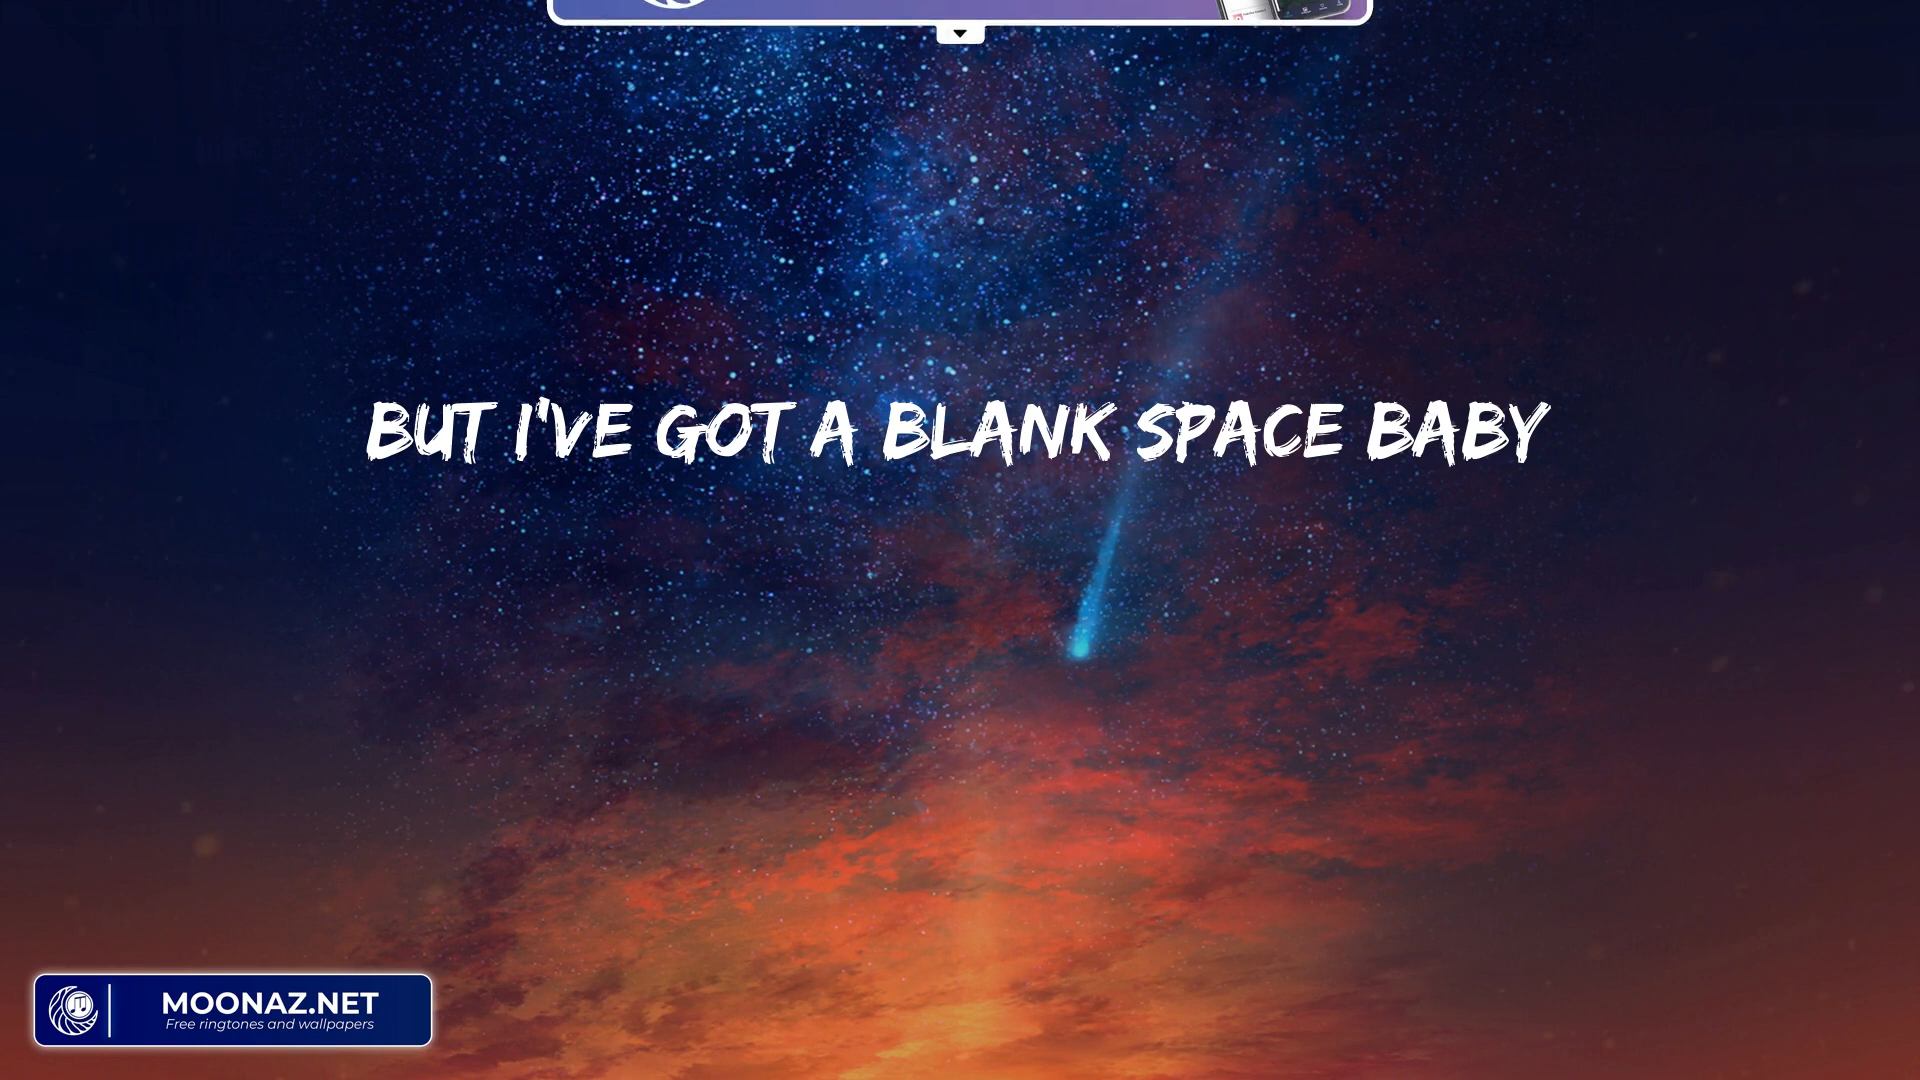 BUT I'VE GOT A BLANK SPACE BABY
MOONAZ.NET
Free ringtones and wallpapers